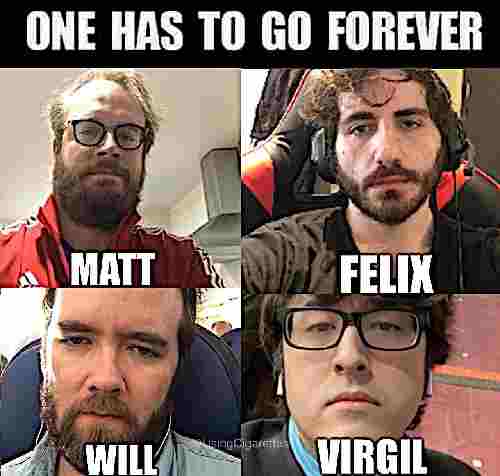 ONE HAS TO GO FOREVER
MATT
FELIX
WILL
VIRGIL